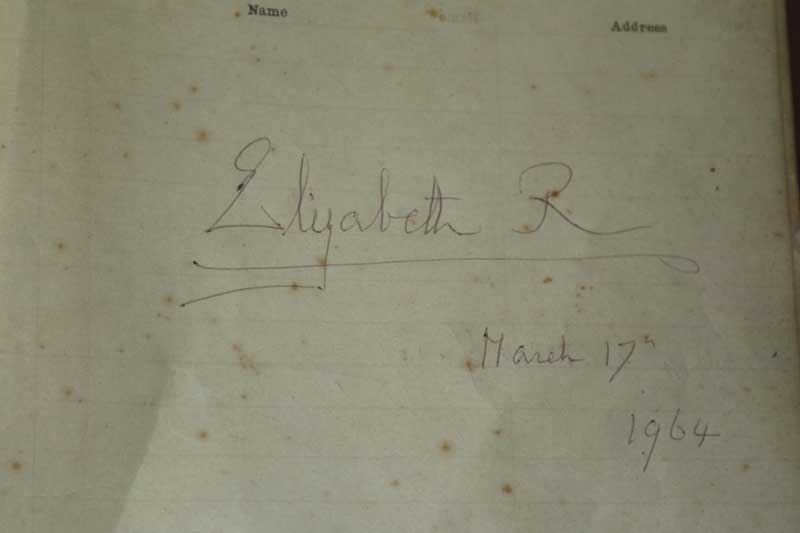 Name Address
Elizabeth R
March 17th
1964